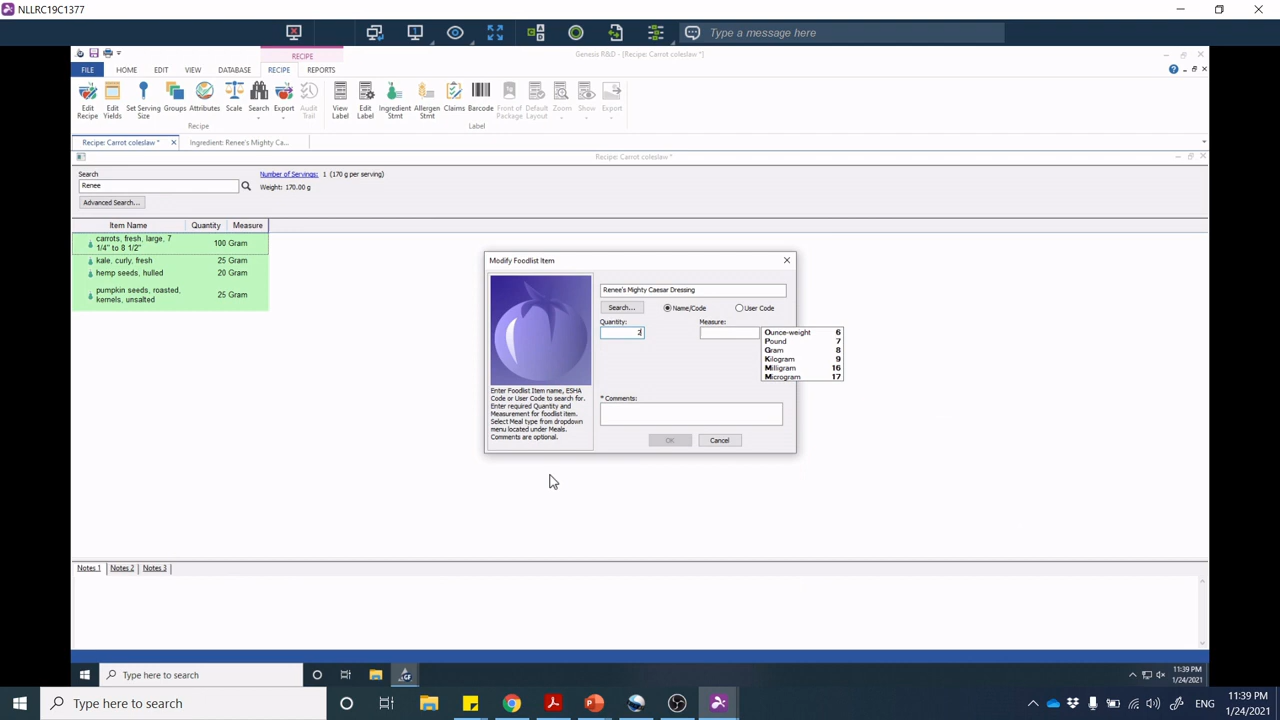 NLLRC19C1377
Type a message here
RECIPE
Genesis R&D - [Recipe: Carrot coleslaw *]
FILE
HOME
EDIT
VIEW
DATABASE
RECIPE
REPORTS
Edit Recipe
Edit Yields
Set Serving Size
Groups
Attributes
Scale
Search
Export
Audit Trail
View Label
Edit Label
Ingredient Stmt
Allergen Stmt
Claims
Barcode
Front of Package
Default Layout
Zoom
Show
Export
Recipe
Label
Recipe: Carrot coleslaw *
Ingredient: Renee's Mighty Ca...
Recipe: Carrot coleslaw *
Search
Number of Servings: 1 (170 g per serving)
Renee
Weight: 170.00 g
Advanced Search...
Item Name Quantity Measure
carrots, fresh, large, 7
1/4" to 8 1/2"
100 Gram
kale, curly, fresh 25 Gram
hemp seeds, hulled 20 Gram
pumpkin seeds, roasted,
kernels, unsalted
25 Gram
Modify Foodlist Item
Renee's Mighty Caesar Dressing
Search...
Name/Code
User Code
Quantity:
Measure:
2
Ounce-weight 6
Pound 7
Gram 8
Kilogram 9
Milligram 16
Microgram 17
Enter Foodlist Item name, ESHA
Code or User Code to search for.
Enter required Quantity and
Measurement for foodlist item.
Select Meal type from dropdown
menu located under Meals.
Comments are optional.
* Comments:
OK
Cancel
Notes 1
Notes 2
Notes 3
Type here to search
GF
11:39 PM
1/24/2021
Type here to search
ENG
11:39 PM
1/24/2021